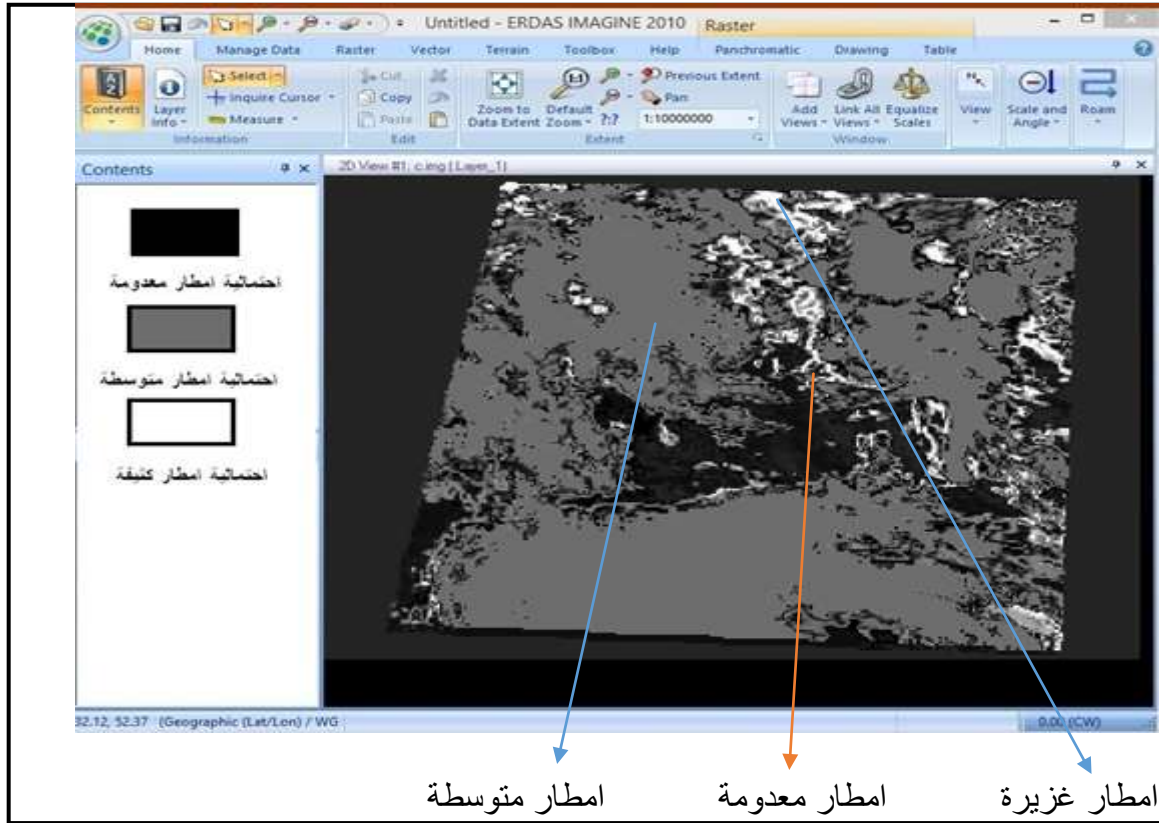 Untitled - ERDAS IMAGINE 2010 Raster
Home Manage Data Raster Vector Terrain Toolbox Help Panchromatic Drawing Table
Contents
Layer Info
Select
Inquire Cursor
Measure
Information
Cut
Copy
Paste
Edit
Zoom to Data Extent
Default Zoom
Previous Extent
Pan
1:10000000
Extent
Add Views
Link All Views
Equalize Scales
Window
View
Scale and Angle
Roam
Contents
2D View #1: c.img (Layer_1)
احتمالية امطار معدومة
احتمالية امطار متوسطة
احتمالية امطار كثيفة
32.12, 52.37 (Geographic (Lat/Lon) / WG
0.00 (CW)
امطار غزيرة امطار معدومة امطار متوسطة